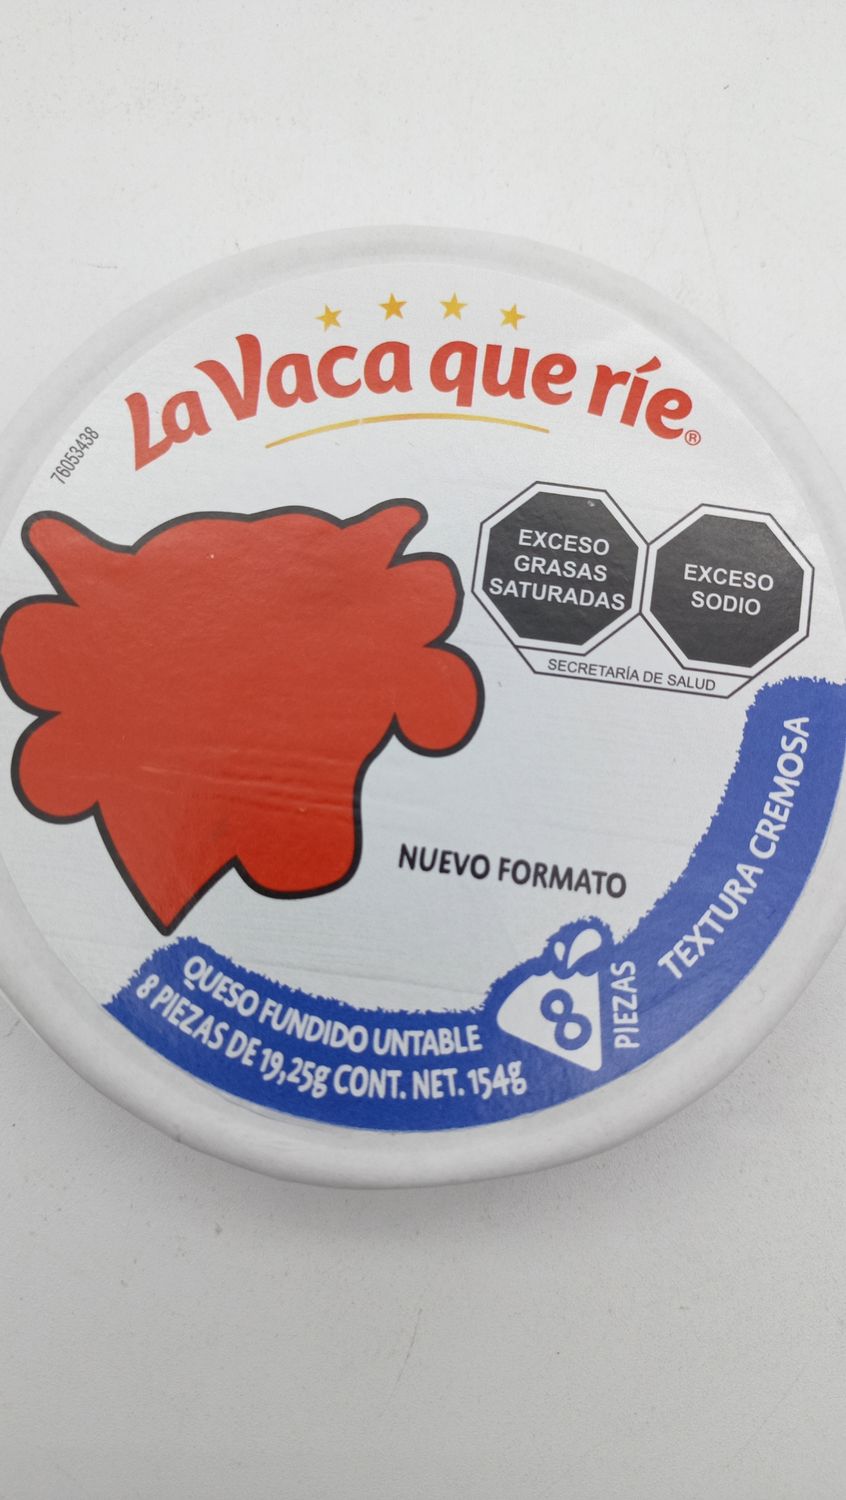 La Vaca que ríe®
76053438
EXCESO
GRASAS
SATURADAS
EXCESO
SODIO
SECRETARÍA DE SALUD
NUEVO FORMATO
TEXTURA CREMOSA
8
PIEZAS
QUESO FUNDIDO UNTABLE
8 PIEZAS DE 19,25g CONT. NET. 154g